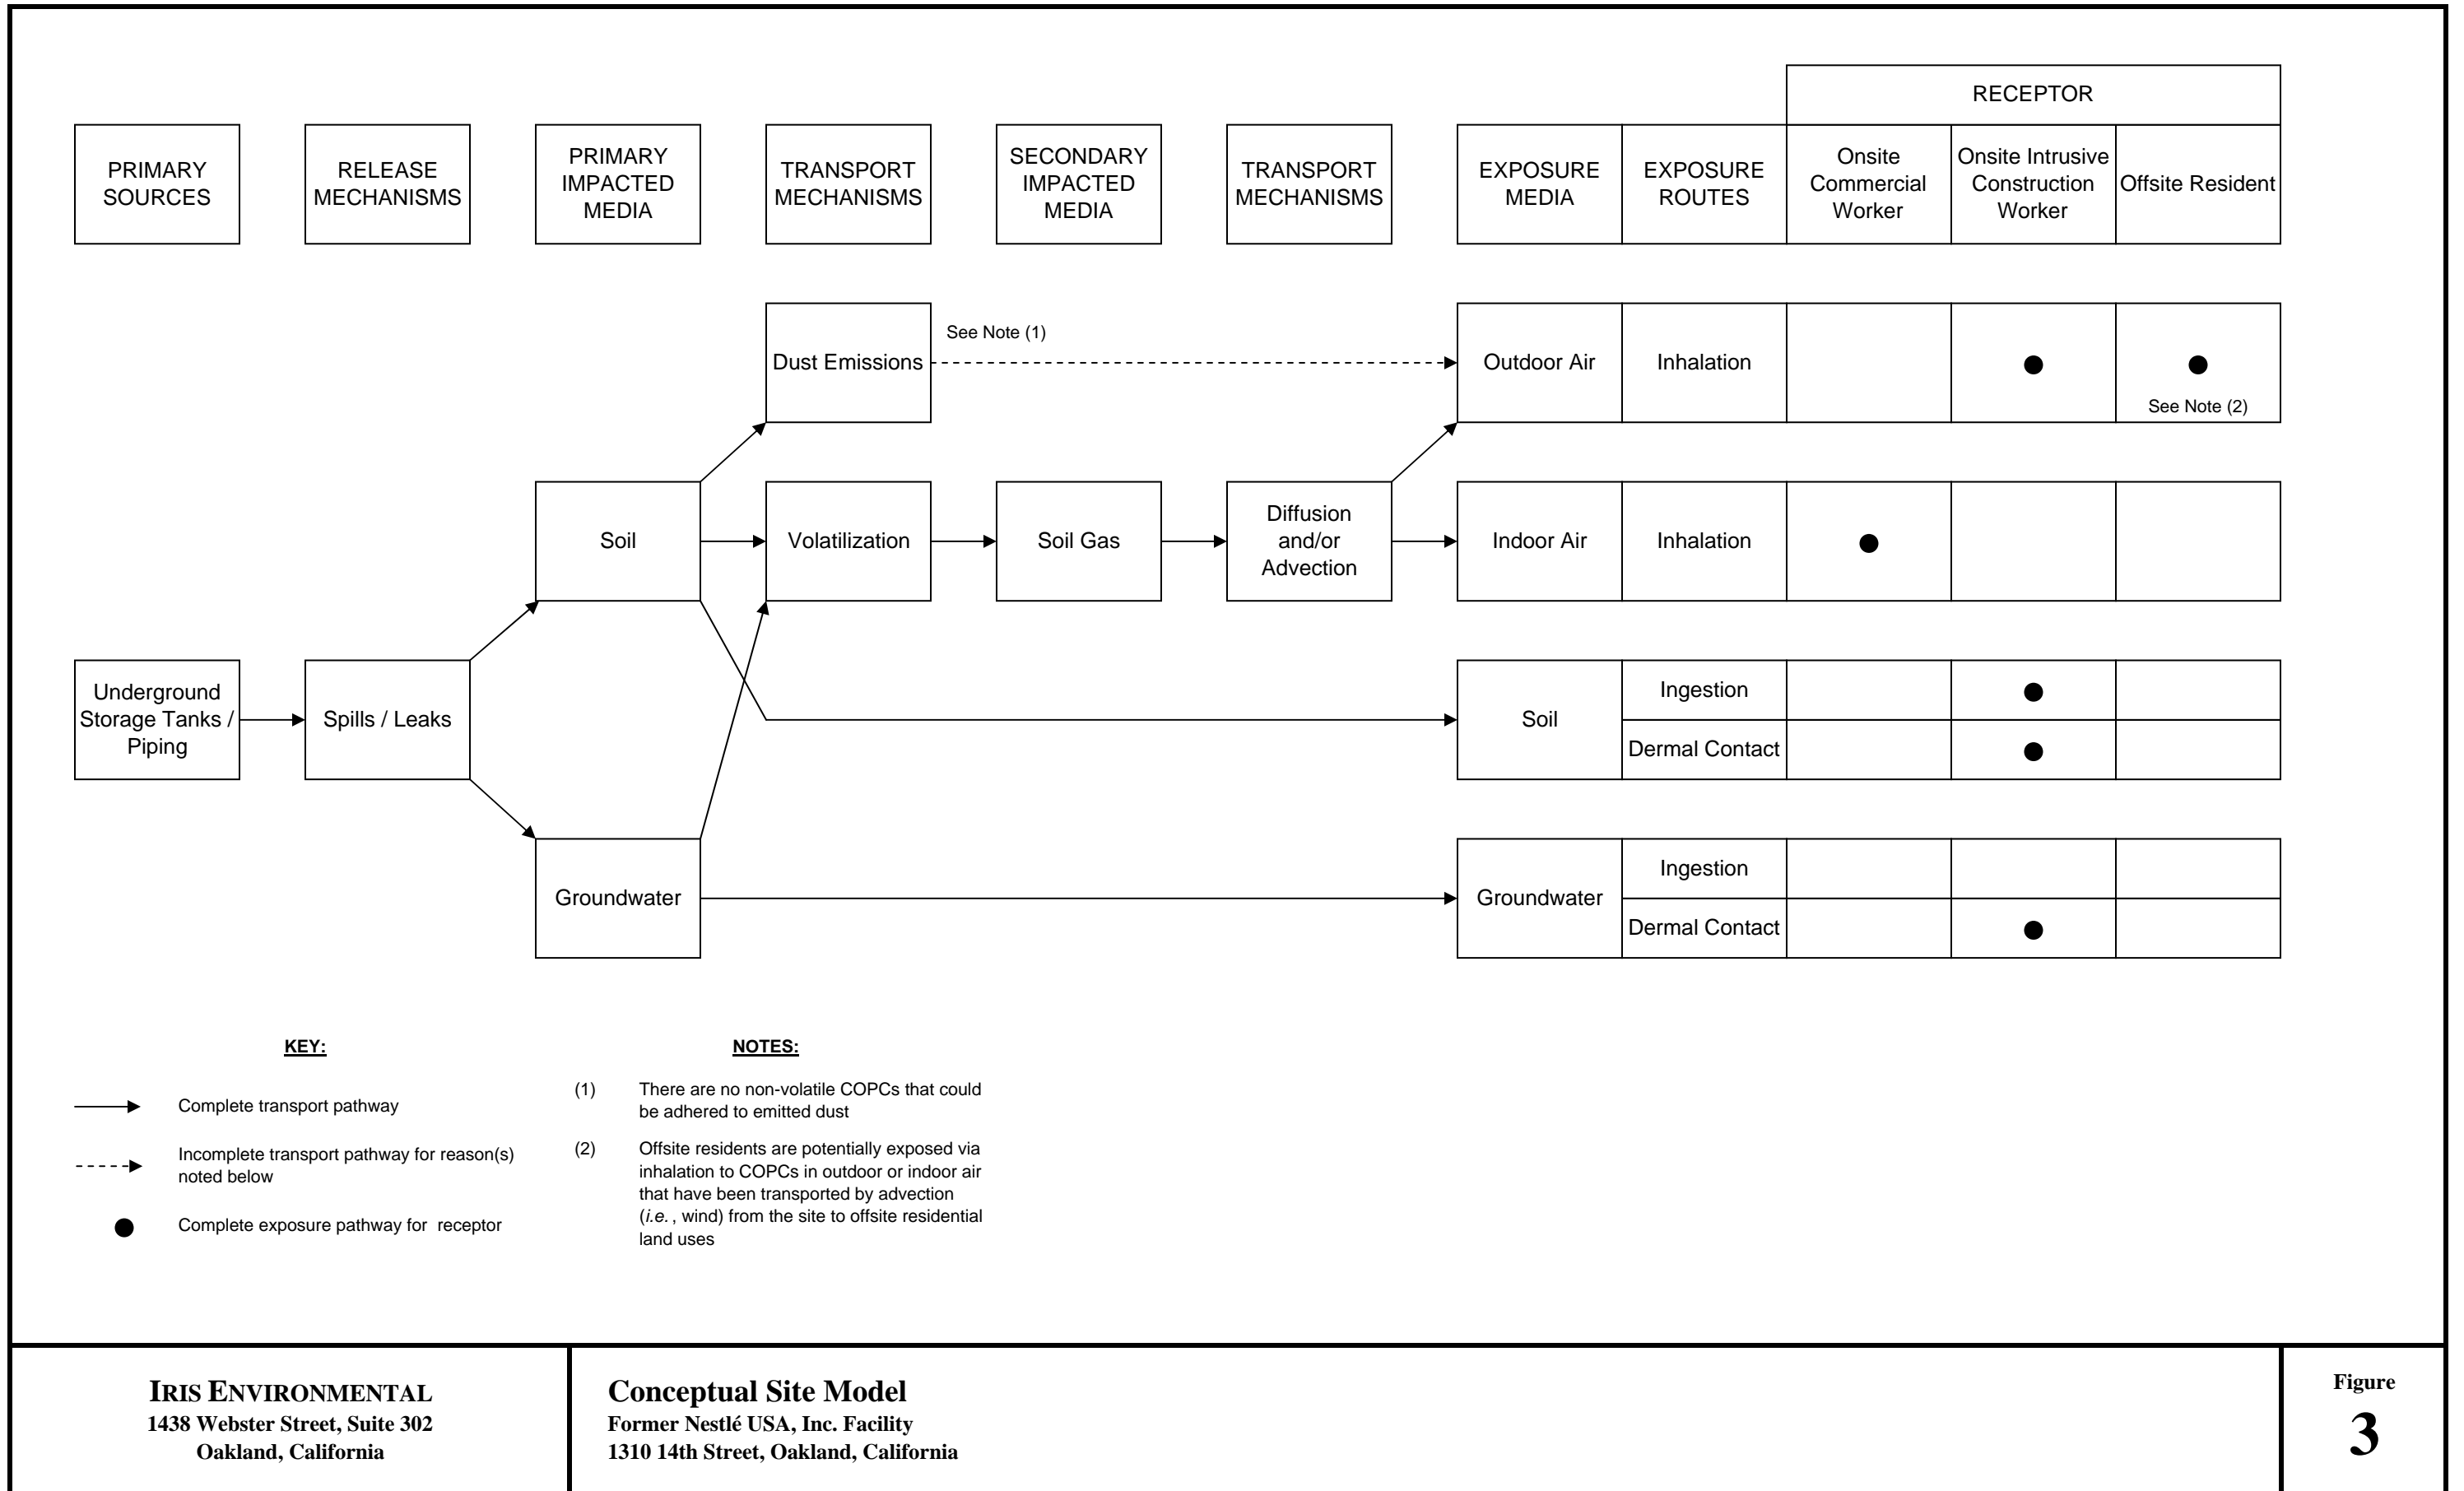 RECEPTOR
PRIMARY
SOURCES
RELEASE
MECHANISMS
PRIMARY
IMPACTED
MEDIA
TRANSPORT
MECHANISMS
SECONDARY
IMPACTED
MEDIA
TRANSPORT
MECHANISMS
EXPOSURE
MEDIA
EXPOSURE
ROUTES
Onsite
Commercial
Worker
Onsite Intrusive
Construction
Worker
Offsite Resident
Dust Emissions
See Note (1)
Outdoor Air
Inhalation
See Note (2)
Soil
Volatilization
Soil Gas
Diffusion
and/or
Advection
Indoor Air
Inhalation
Underground
Storage Tanks /
Piping
Spills / Leaks
Soil
Ingestion
Dermal Contact
Groundwater
Groundwater
Ingestion
Dermal Contact
KEY:
Complete transport pathway
Incomplete transport pathway for reason(s)
noted below
Complete exposure pathway for receptor
NOTES:
(1) There are no non-volatile COPCs that could
be adhered to emitted dust
(2) Offsite residents are potentially exposed via
inhalation to COPCs in outdoor or indoor air
that have been transported by advection
(i.e. , wind) from the site to offsite residential
land uses
IRIS ENVIRONMENTAL
1438 Webster Street, Suite 302
Oakland, California
Conceptual Site Model
Former Nestlé USA, Inc. Facility
1310 14th Street, Oakland, California
Figure
3